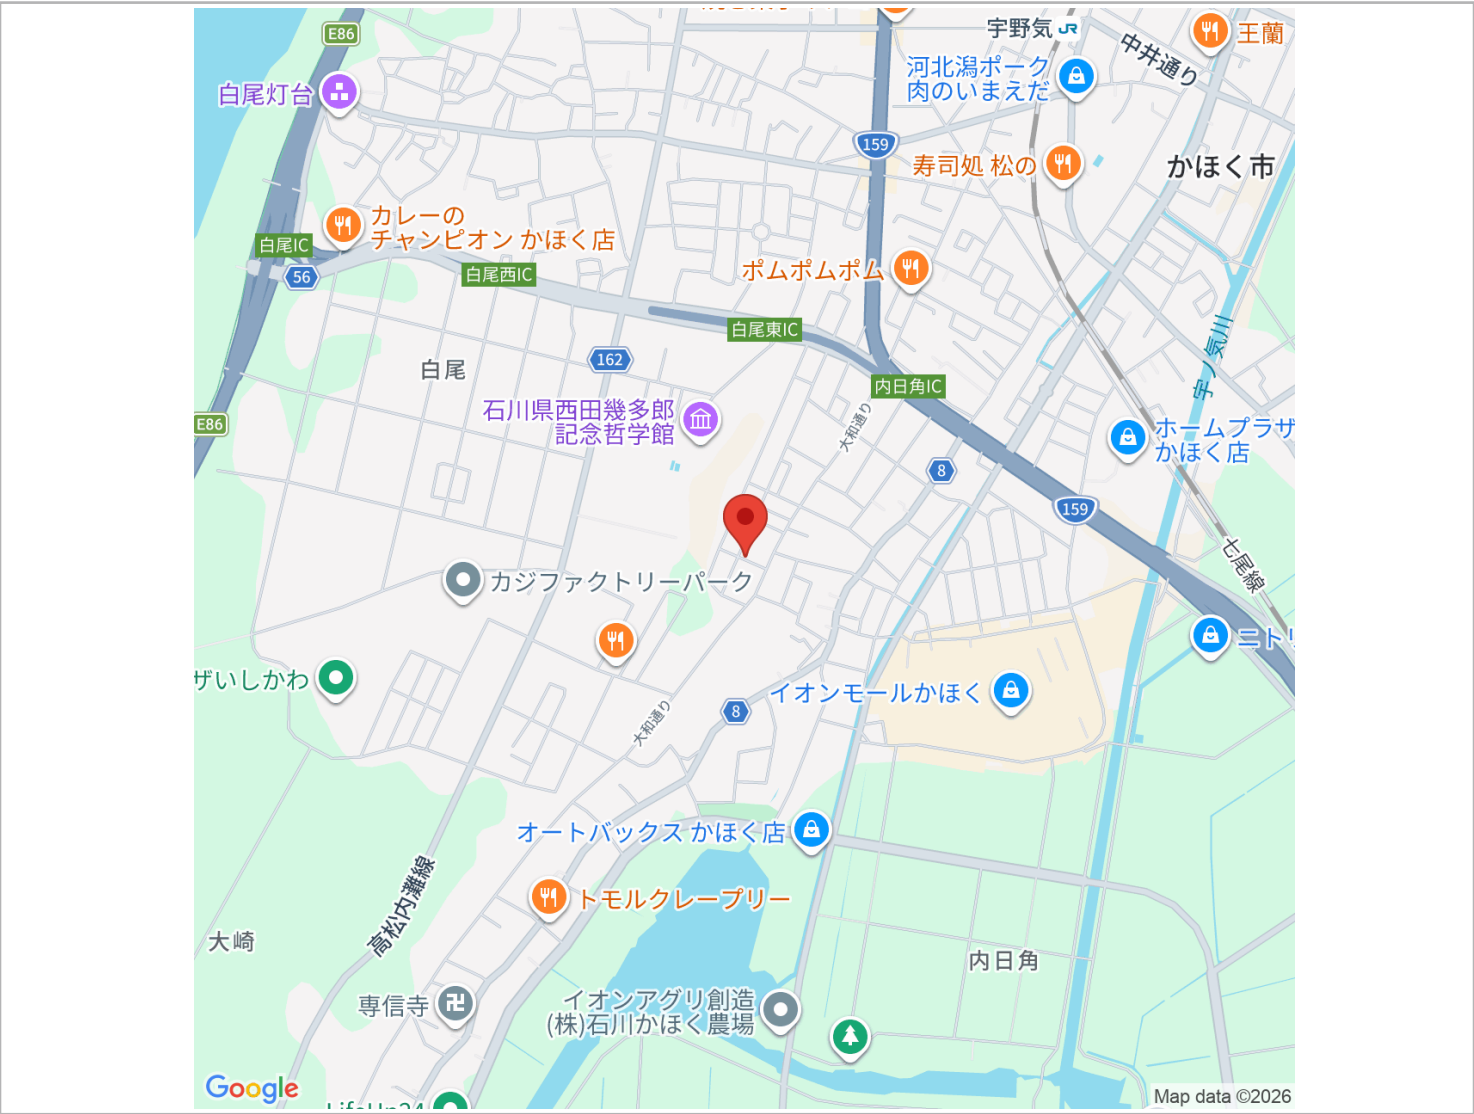 E86
宇野気 JR
王蘭
中井通り
白尾灯台
河北潟ポーク
肉のいまえだ
159
寿司処 松の
かほく市
カレーの
チャンピオン かほく店
白尾IC
56
白尾西IC
ポムポムポム
白尾東IC
宇ノ気川
162
白尾
内日角IC
石川県西田幾多郎
記念哲学館
大和通り
E86
ホームプラザ
かほく店
8
159
七尾線
カジファクトリーパーク
ニトリ
ザいしかわ
イオンモールかほく
8
大和通り
オートバックス かほく店
高松内灘線
トモルクレープリー
大崎
内日角
専信寺
イオンアグリ創造
(株)石川かほく農場
Google
Map data ©2026